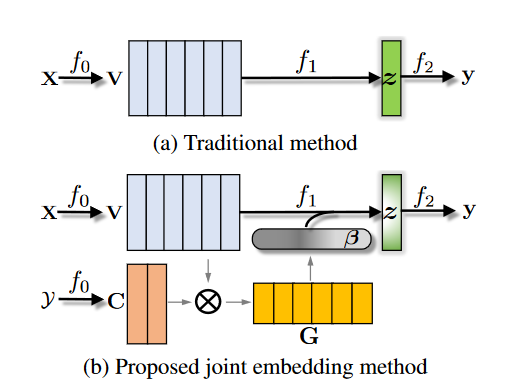 x f₀ V f₁ z f₂ y
(a) Traditional method
x f₀ V f₁ z f₂ y
β
𝒴 f₀ C ⊗
G
(b) Proposed joint embedding method